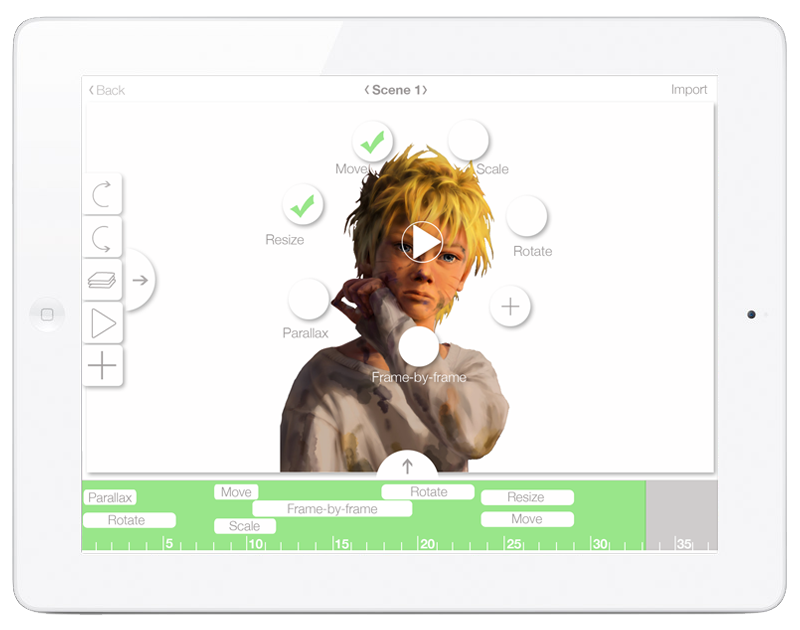 Back
Scene 1
Import
Move
Scale
Resize
Rotate
Parallax
Frame-by-frame
Parallax
Move
Rotate
Resize
Frame-by-frame
Rotate
Scale
Move
5 10 15 20 25 30 35